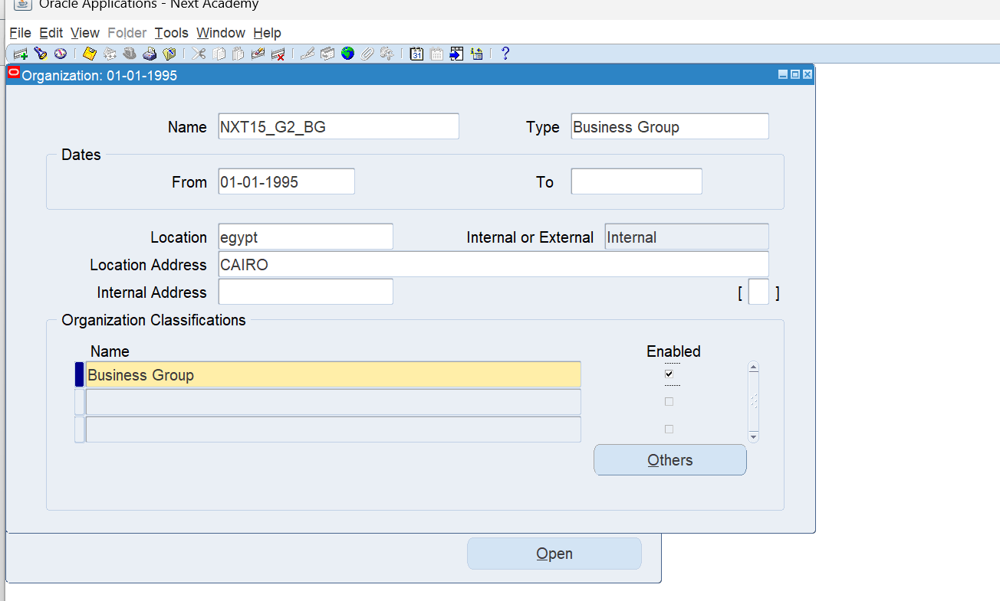 Oracle Applications - Next Academy
File Edit View Folder Tools Window Help
31 ?
Organization: 01-01-1995
Name NXT15_G2_BG Type Business Group
Dates
From 01-01-1995 To
Location egypt Internal or External Internal
Location Address CAIRO
Internal Address [ ]
Organization Classifications
Name Enabled
Business Group
Others
Open